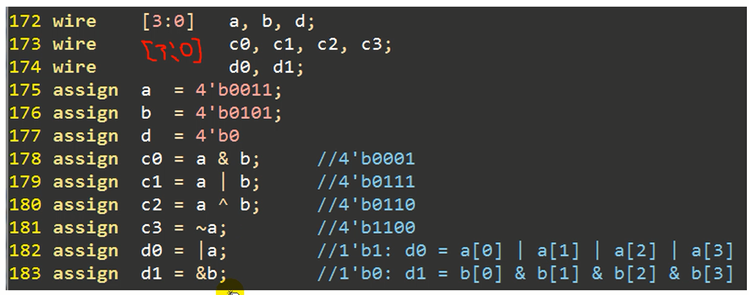 172 wire [3:0] a, b, d;
173 wire [3:0] c0, c1, c2, c3;
174 wire d0, d1;
175 assign a = 4'b0011;
176 assign b = 4'b0101;
177 assign d = 4'b0
178 assign c0 = a & b; //4'b0001
179 assign c1 = a | b; //4'b0111
180 assign c2 = a ^ b; //4'b0110
181 assign c3 = ~a; //4'b1100
182 assign d0 = |a; //1'b1: d0 = a[0] | a[1] | a[2] | a[3]
183 assign d1 = &b; //1'b0: d1 = b[0] & b[1] & b[2] & b[3]